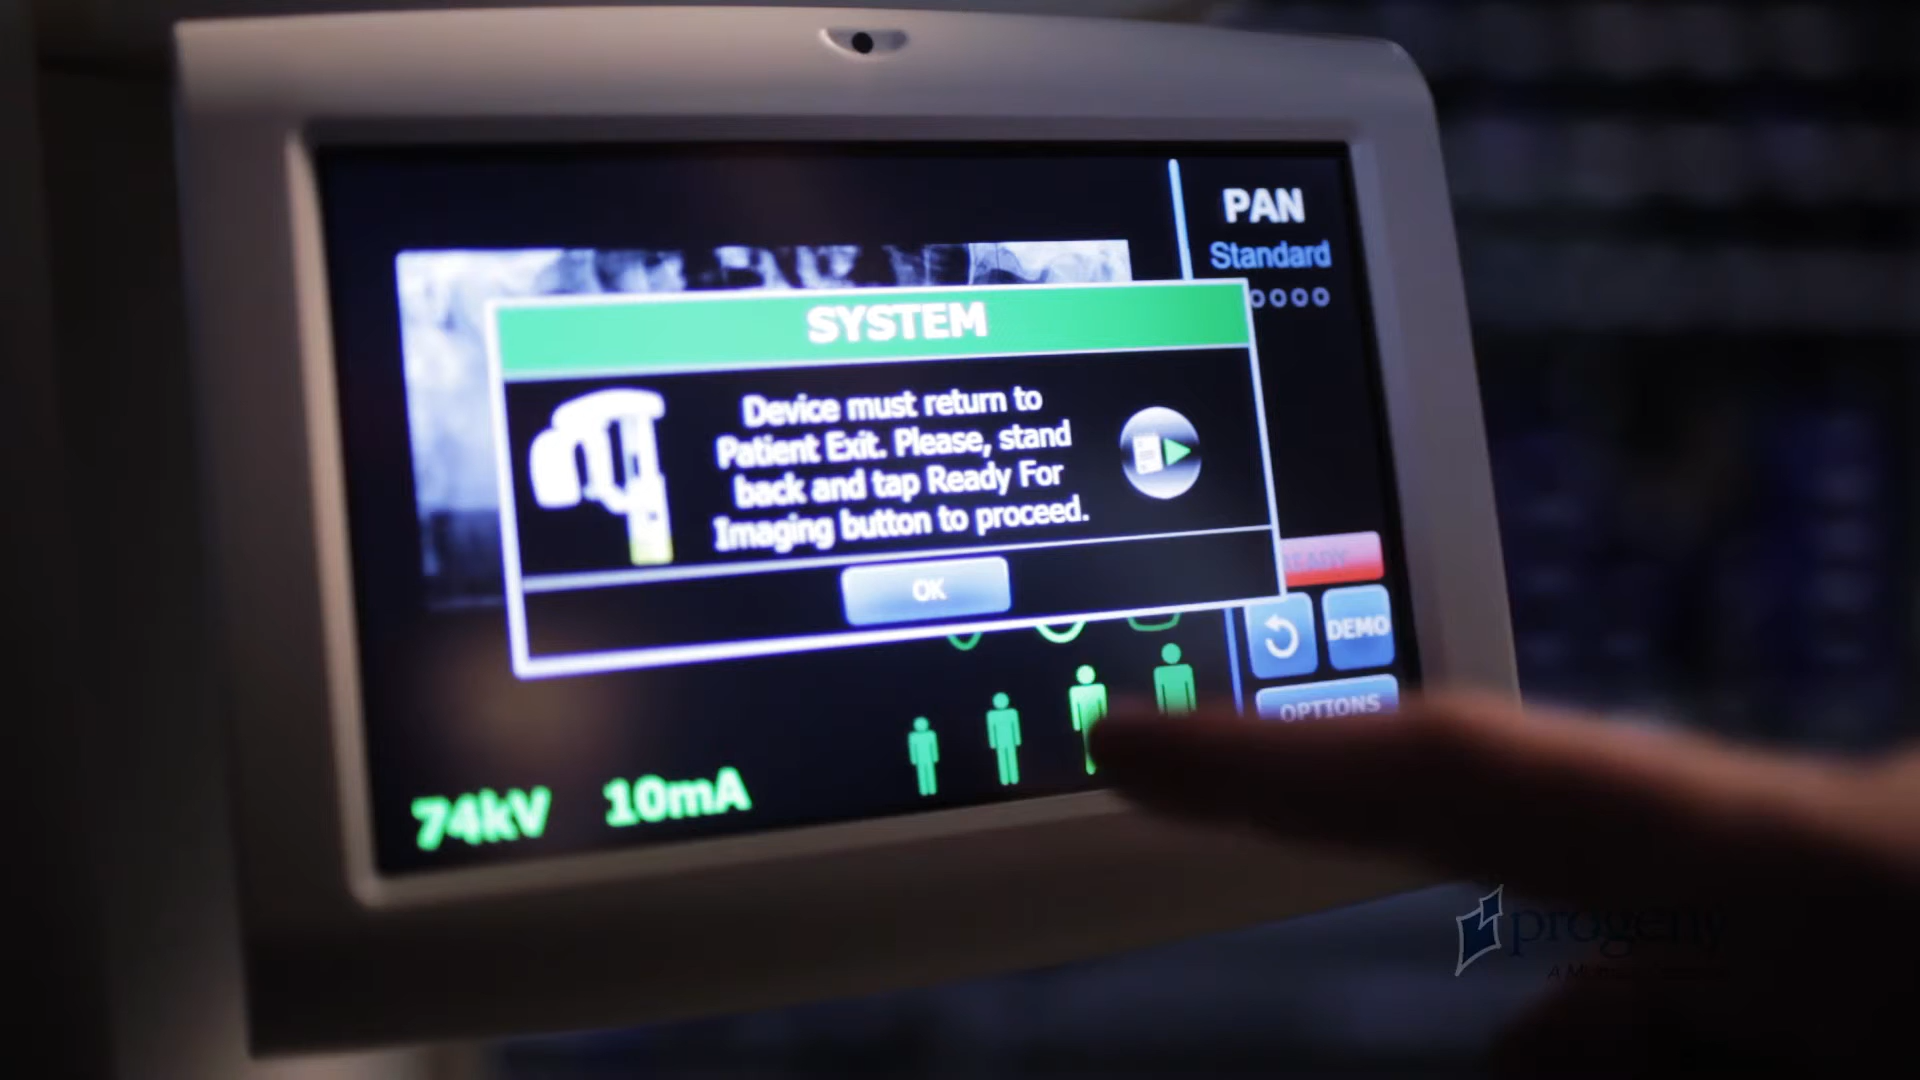 PAN
Standard
SYSTEM
Device must return to
Patient Exit. Please, stand
back and tap Ready For
Imaging button to proceed.
OK
DEMO
OPTIONS
74kV 10mA
progeny